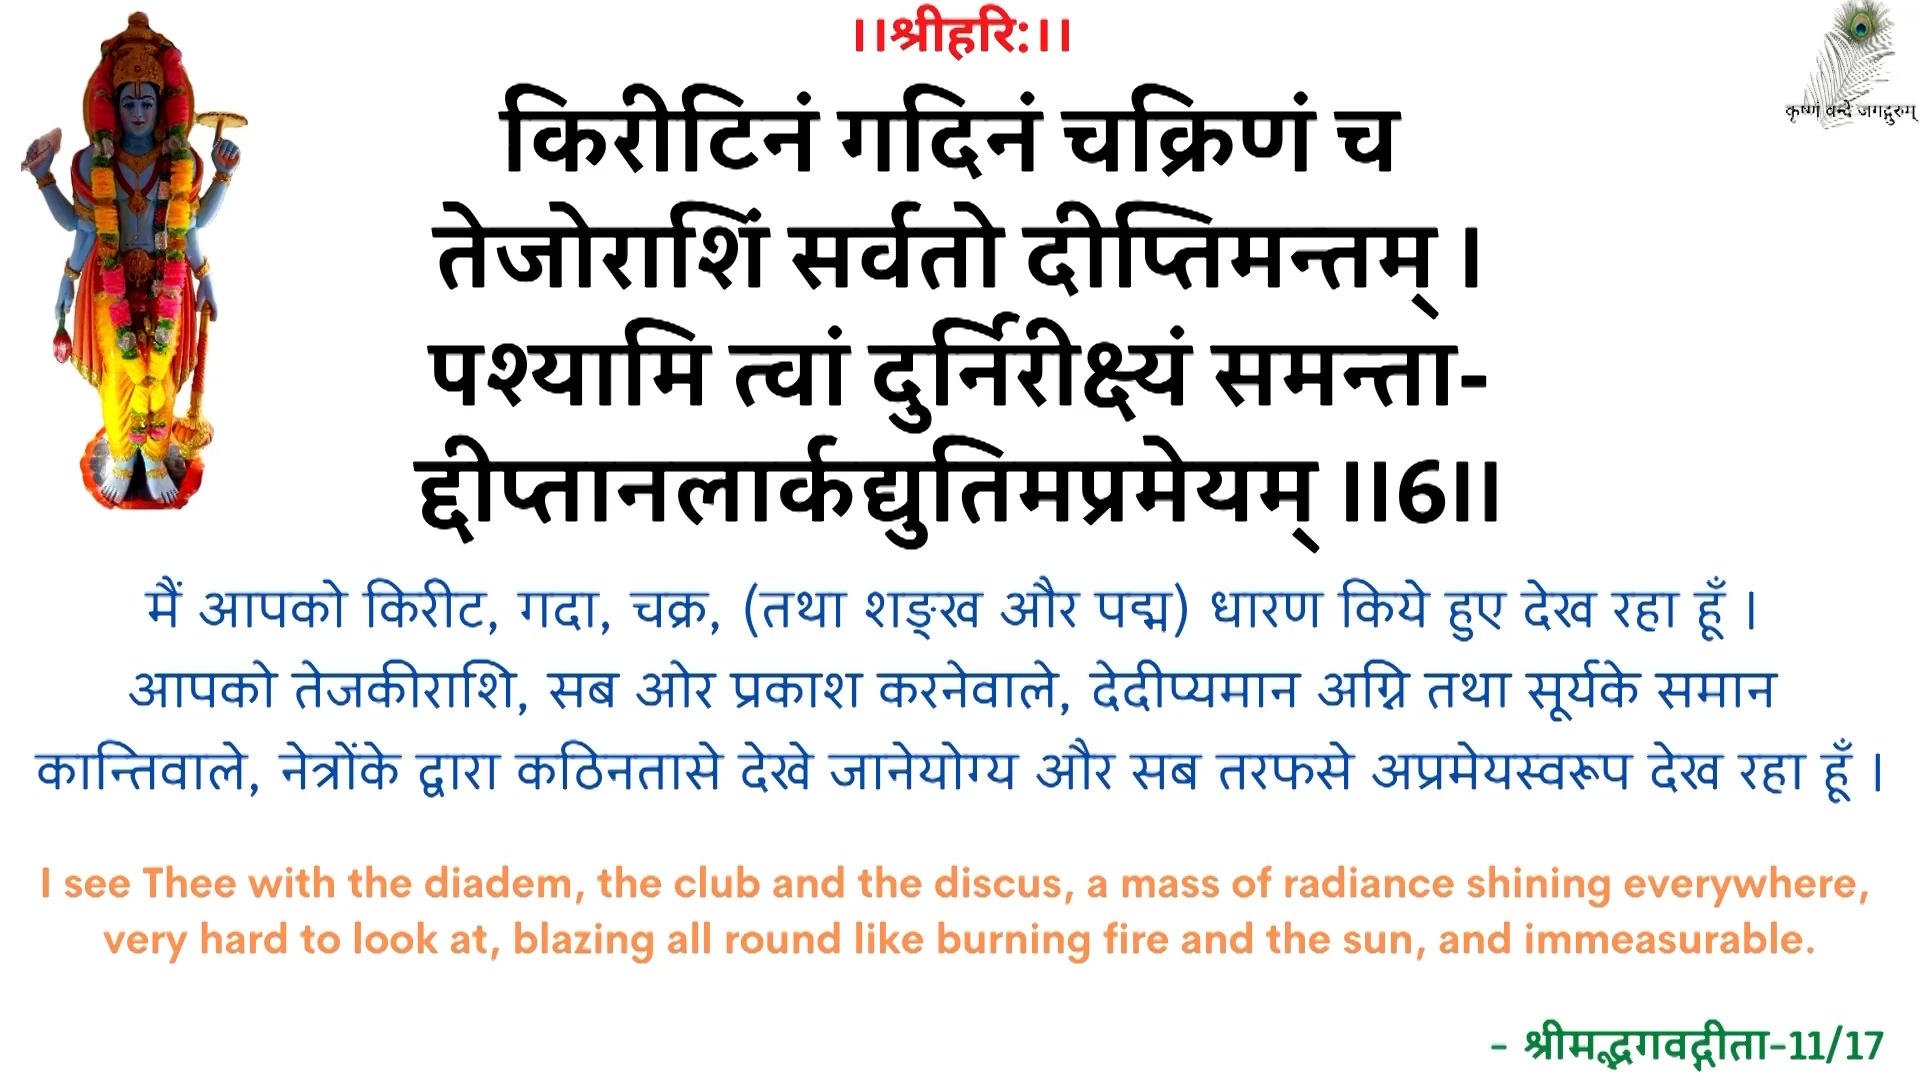 ।।श्रीहरि:।।
कृष्णं वन्दे जगद्गुरुम्
किरीटिनं गदिनं चक्रिणं च
तेजोराशिं सर्वतो दीप्तिमन्तम् ।
पश्यामि त्वां दुर्निरीक्ष्यं समन्ता-
द्दीप्तानलार्कद्युतिमप्रमेयम् ।।6।।
मैं आपको किरीट, गदा, चक्र, (तथा शङ्ख और पद्म) धारण किये हुए देख रहा हूँ ।
आपको तेजकीराशि, सब ओर प्रकाश करनेवाले, देदीप्यमान अग्नि तथा सूर्यके समान
कान्तिवाले, नेत्रोंके द्वारा कठिनतासे देखे जानेयोग्य और सब तरफसे अप्रमेयस्वरूप देख रहा हूँ ।
I see Thee with the diadem, the club and the discus, a mass of radiance shining everywhere,
very hard to look at, blazing all round like burning fire and the sun, and immeasurable.
- श्रीमद्भगवद्गीता-11/17